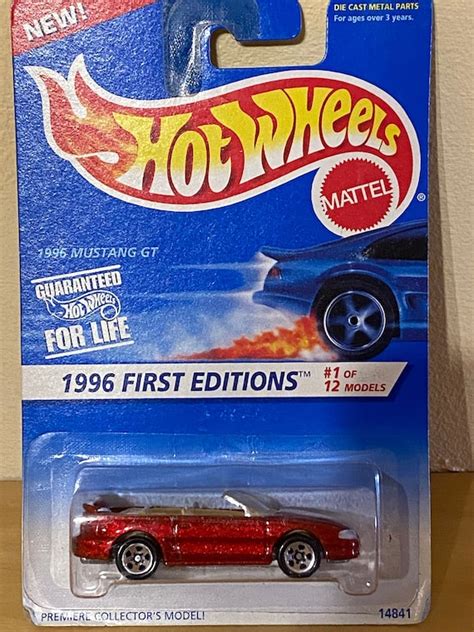 NEW!
DIE CAST METAL PARTS
For ages over 3 years.
HOT WHEELS
MATTEL
®
1996 MUSTANG GT
GUARANTEED
HOT WHEELS
FOR LIFE
1996 FIRST EDITIONS™
#1 OF
12 MODELS
PREMIERE COLLECTOR'S MODEL!
14841